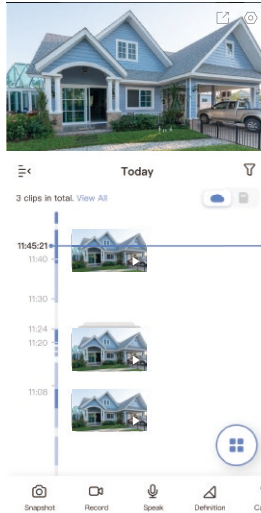 Today
3 clips in total. View All
11:45:21
11:40
11:30
11:24
11:20
11:08
Snapshot
Record
Speak
Definition
Ca